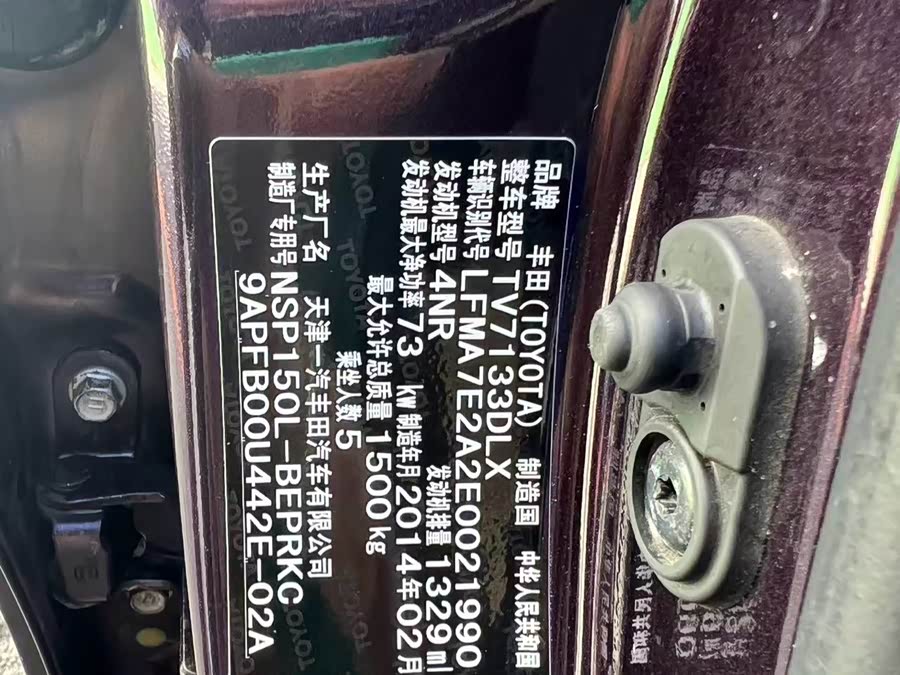 品牌 丰田(TOYOTA) 制造国 中华人民共和国
整车型号 TV7133DLX
车辆识别代号 LFMA7E2A2E0021990
发动机型号 4NR 发动机排量 1329 ml
发动机最大净功率 73 kw 制造年月 2014年02月
最大允许总质量 1500 kg
乘坐人数 5
生产厂名 天津一汽丰田汽车有限公司
制造厂专用号 NSP150L-BEPRKC
9APFB00U442E-02A